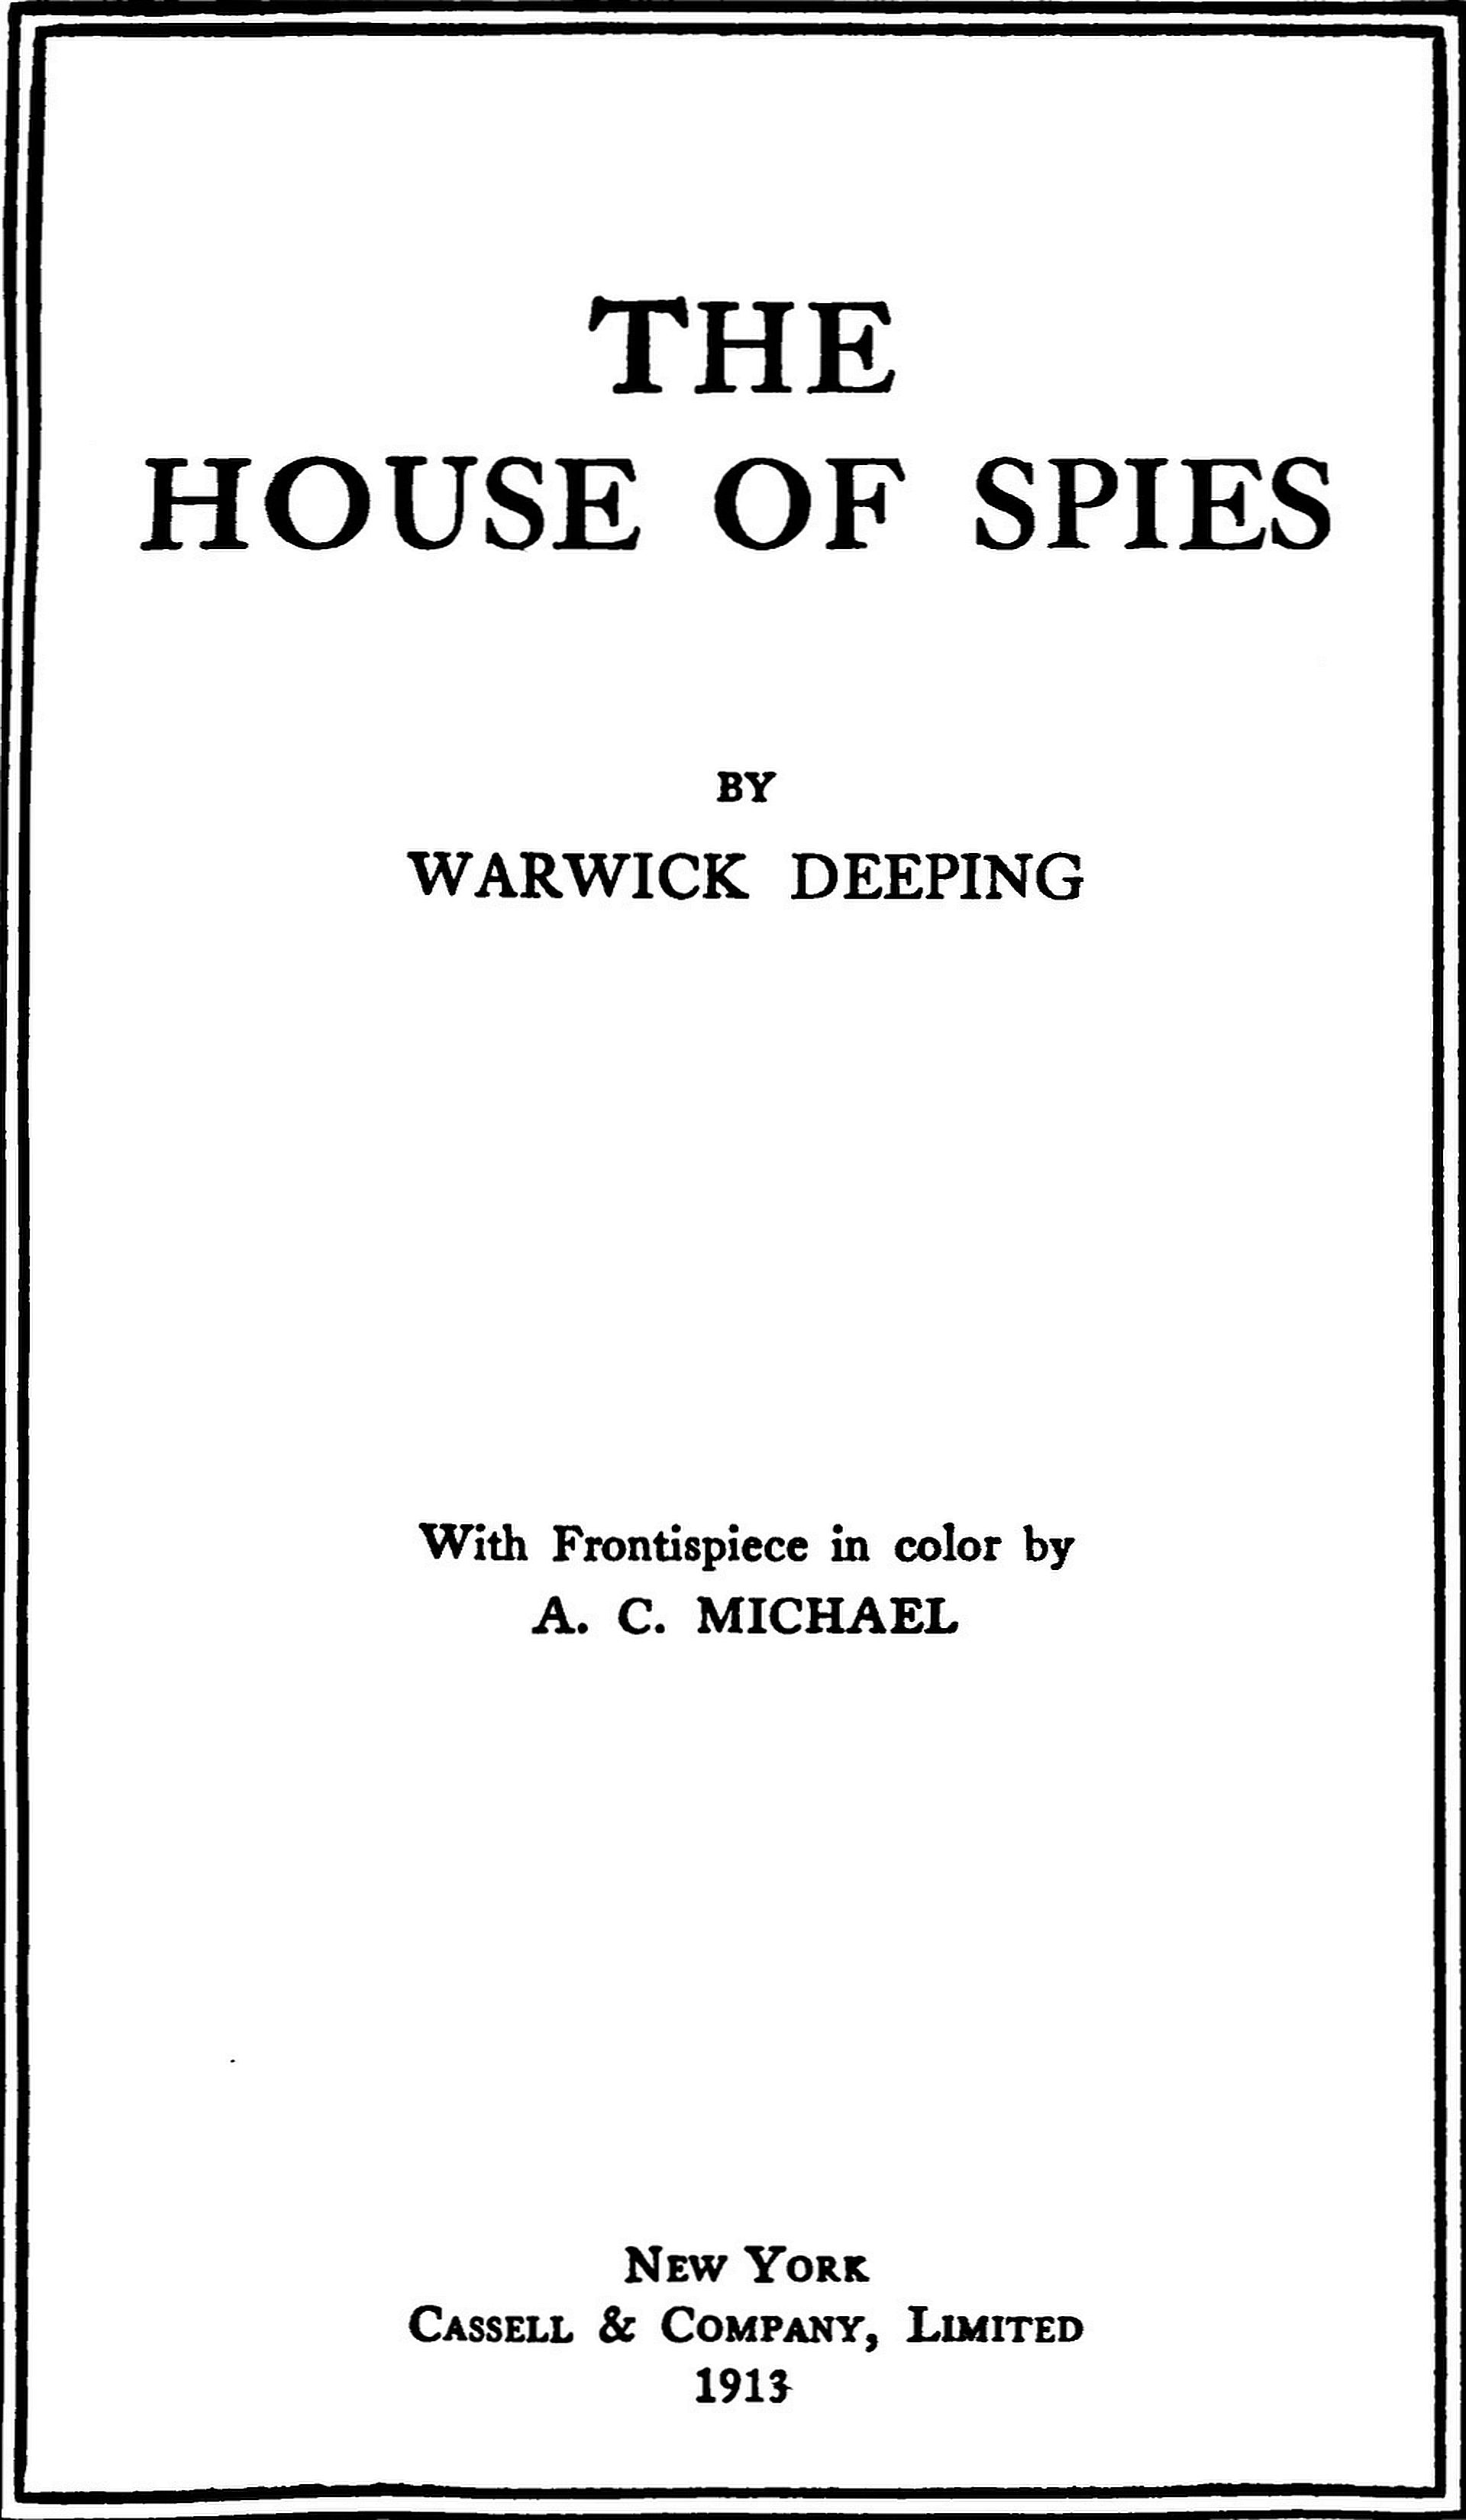 THE
HOUSE OF SPIES
BY
WARWICK DEEPING
With Frontispiece in color by
A. C. MICHAEL
NEW YORK
CASSELL & COMPANY, LIMITED
1913